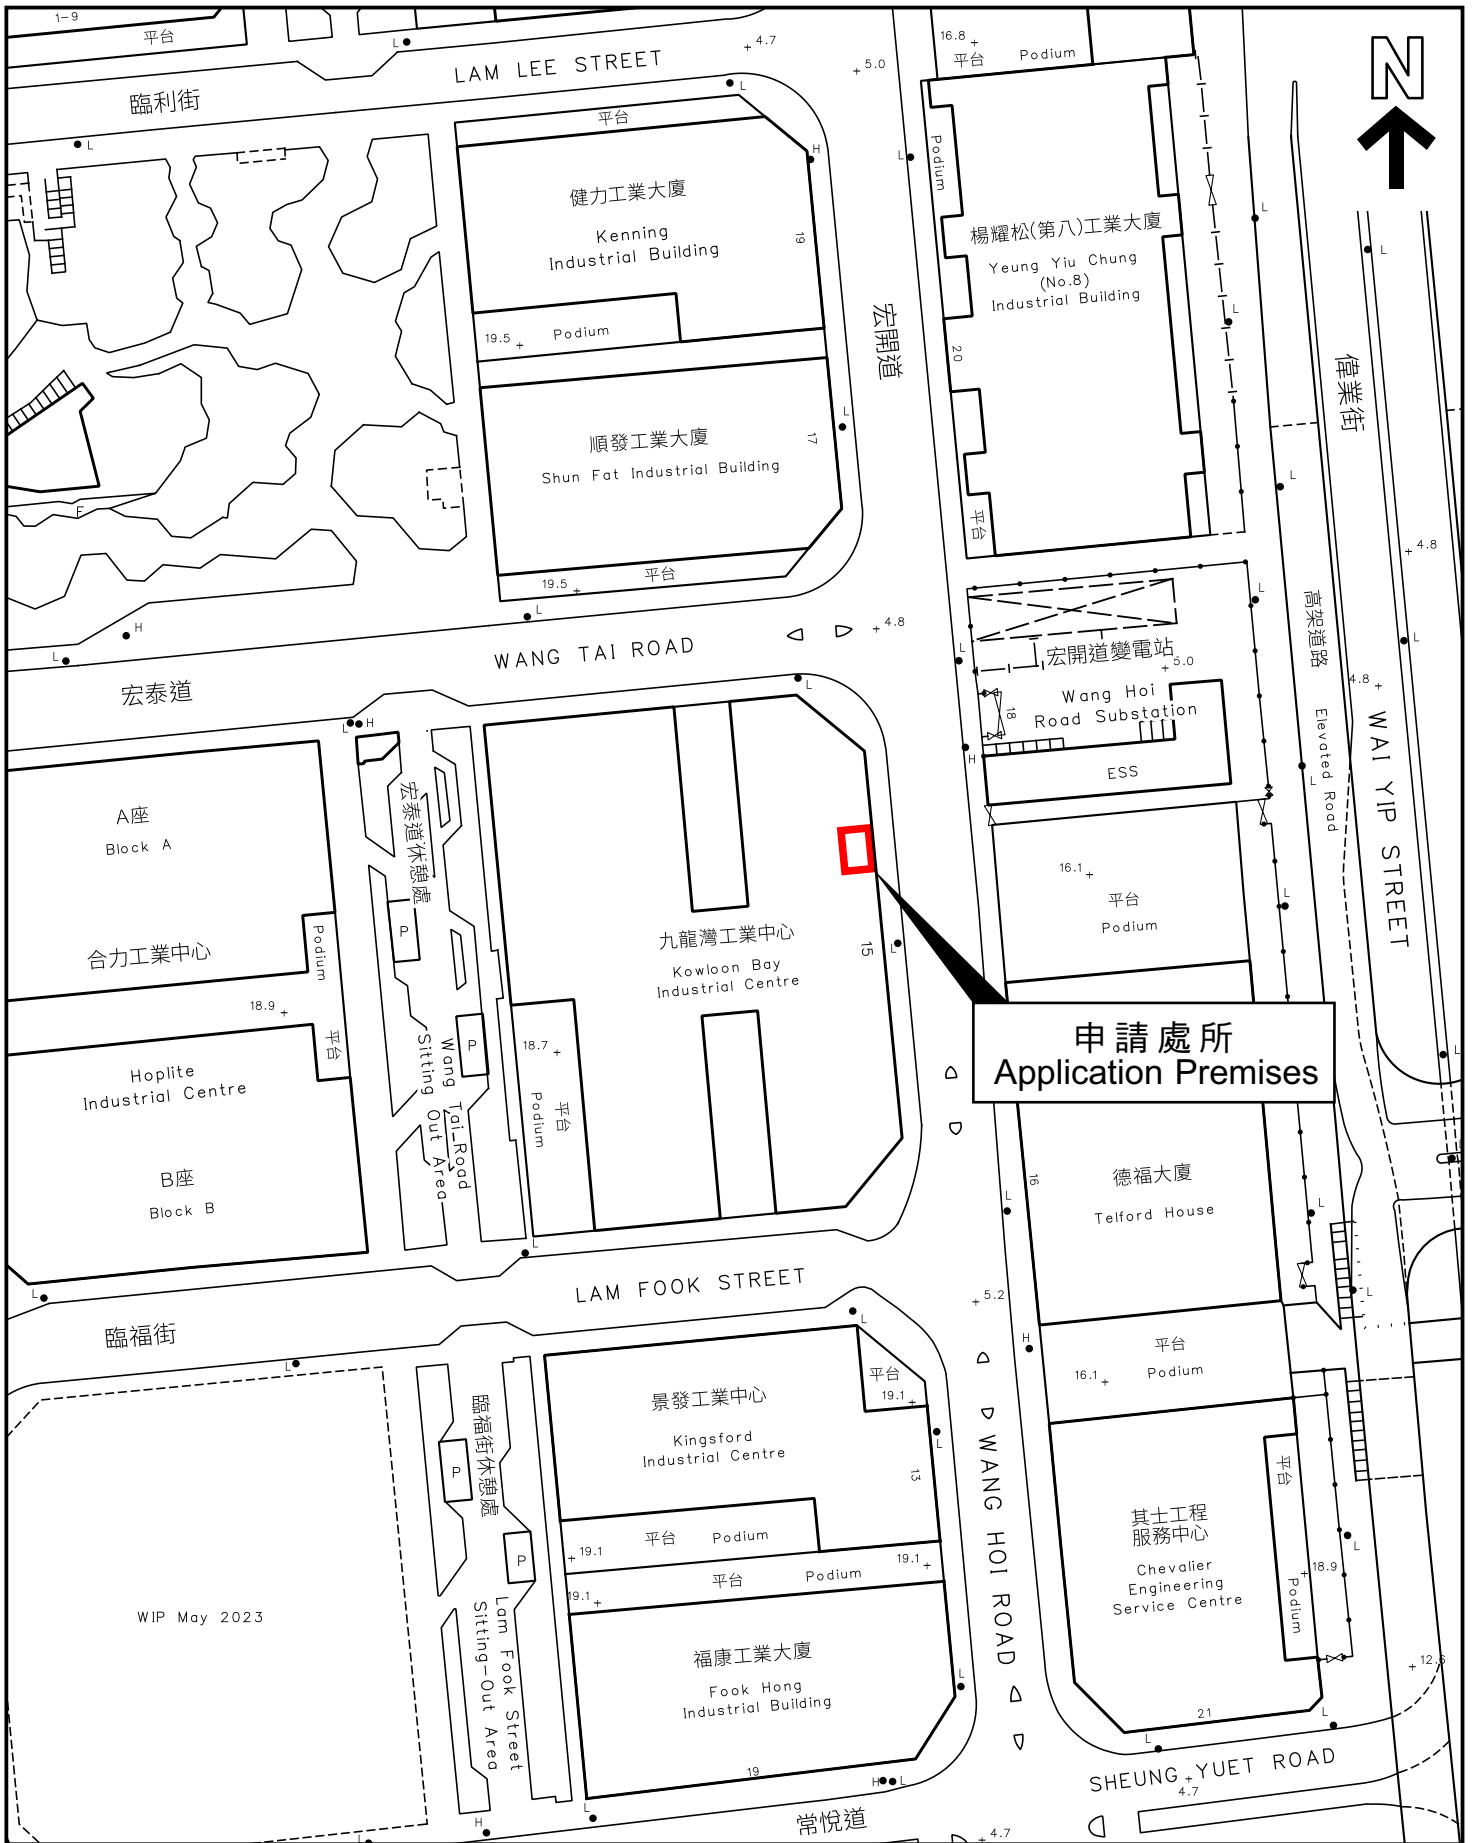 1-9
平台
L
LAM LEE STREET
臨利街
4.7
5.0
16.8
平台 Podium
N
平台
健力工業大廈
Kenning
Industrial Building
19
H
Podium
楊耀松(第八)工業大廈
Yeung Yiu Chung
(No.8)
Industrial Building
20
平台
宏開道
偉業街
19.5
Podium
順發工業大廈
Shun Fat Industrial Building
17
19.5
平台
F
4.8
WANG TAI ROAD
宏泰道
4.8
高架道路
Elevated Road
4.8
WAI YIP STREET
宏開道變電站
5.0
Wang Hoi
Road Substation
18
ESS
A座
Block A
合力工業中心
Podium
18.9
平台
Hoplite
Industrial Centre
B座
Block B
宏泰道休憩處
P
P
Wang Tai Road
Sitting Out Area
九龍灣工業中心
Kowloon Bay
Industrial Centre
15
18.7
平台
Podium
16.1
平台
Podium
申請處所
Application Premises
16
德福大廈
Telford House
LAM FOOK STREET
臨福街
5.2
平台
16.1
Podium
景發工業中心
Kingsford
Industrial Centre
平台
19.1
13
臨福街休憩處
P
P
Lam Fook Street
Sitting-Out Area
19.1
平台 Podium
19.1
19.1
平台 Podium
WANG HOI ROAD
其士工程
服務中心
Chevalier
Engineering
Service Centre
平台
18.9
Podium
21
WIP May 2023
福康工業大廈
Fook Hong
Industrial Building
19
12.6
SHEUNG YUET ROAD
4.7
常悅道
4.7